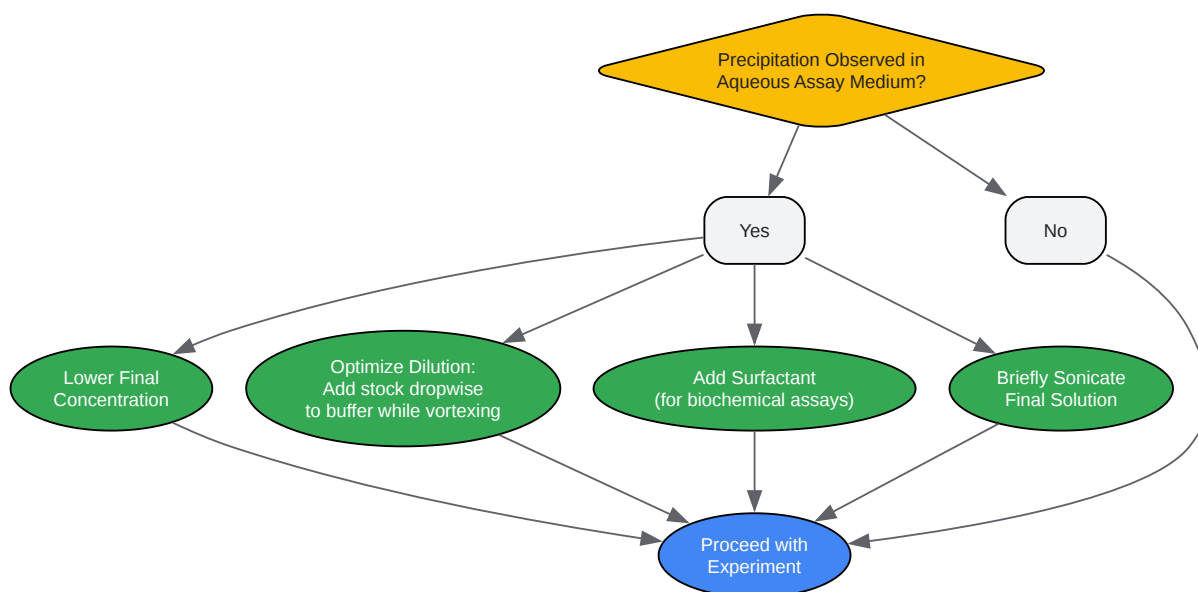 Precipitation Observed in
Aqueous Assay Medium?
Yes
No
Lower Final
Concentration
Optimize Dilution:
Add stock dropwise
to buffer while vortexing
Add Surfactant
(for biochemical assays)
Briefly Sonicate
Final Solution
Proceed with
Experiment